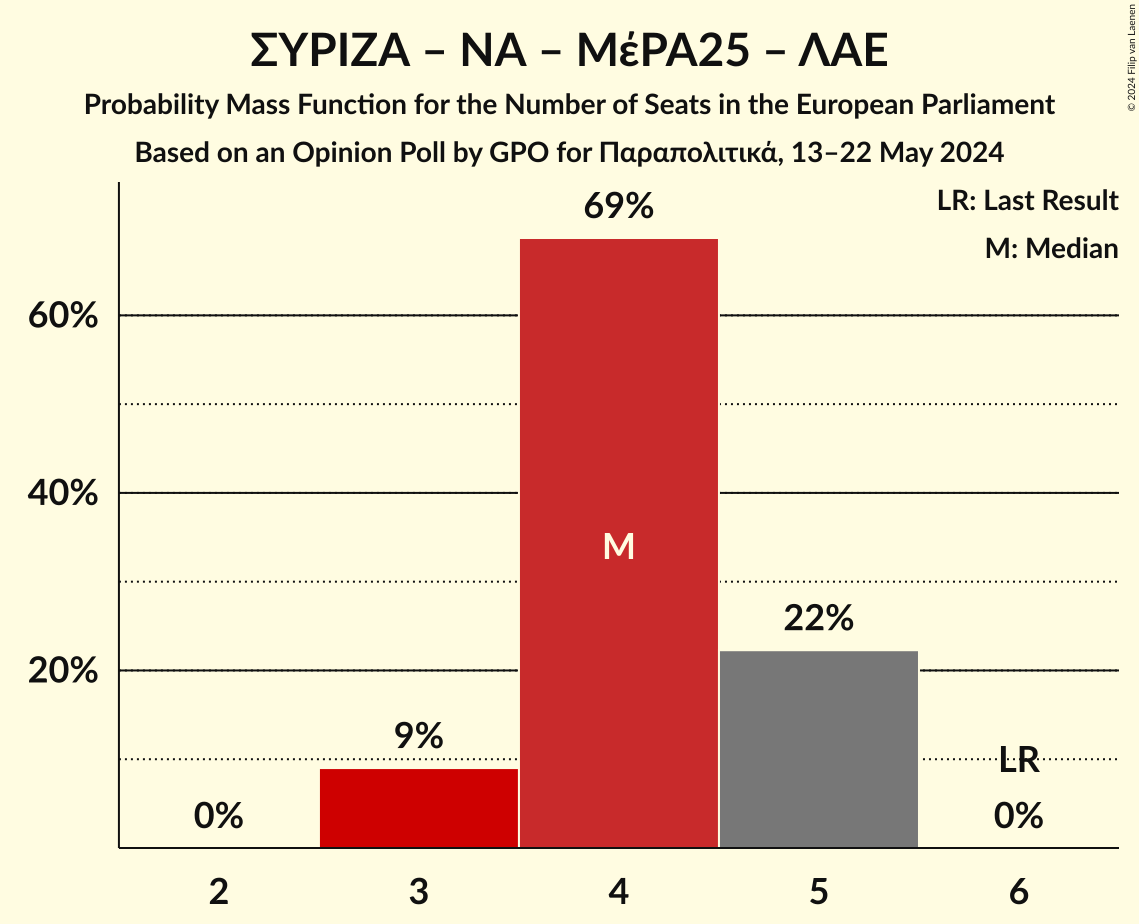 ΣΥΡΙΖΑ – ΝΑ – ΜέΡΑ25 – ΛΑΕ
Probability Mass Function for the Number of Seats in the European Parliament
Based on an Opinion Poll by GPO for Παραπολιτικά, 13–22 May 2024
© 2024 Filip van Laenen
LR: Last Result
M: Median
69%
60%
40%
M
22%
20%
9%
LR
0%
0%
2
3
4
5
6